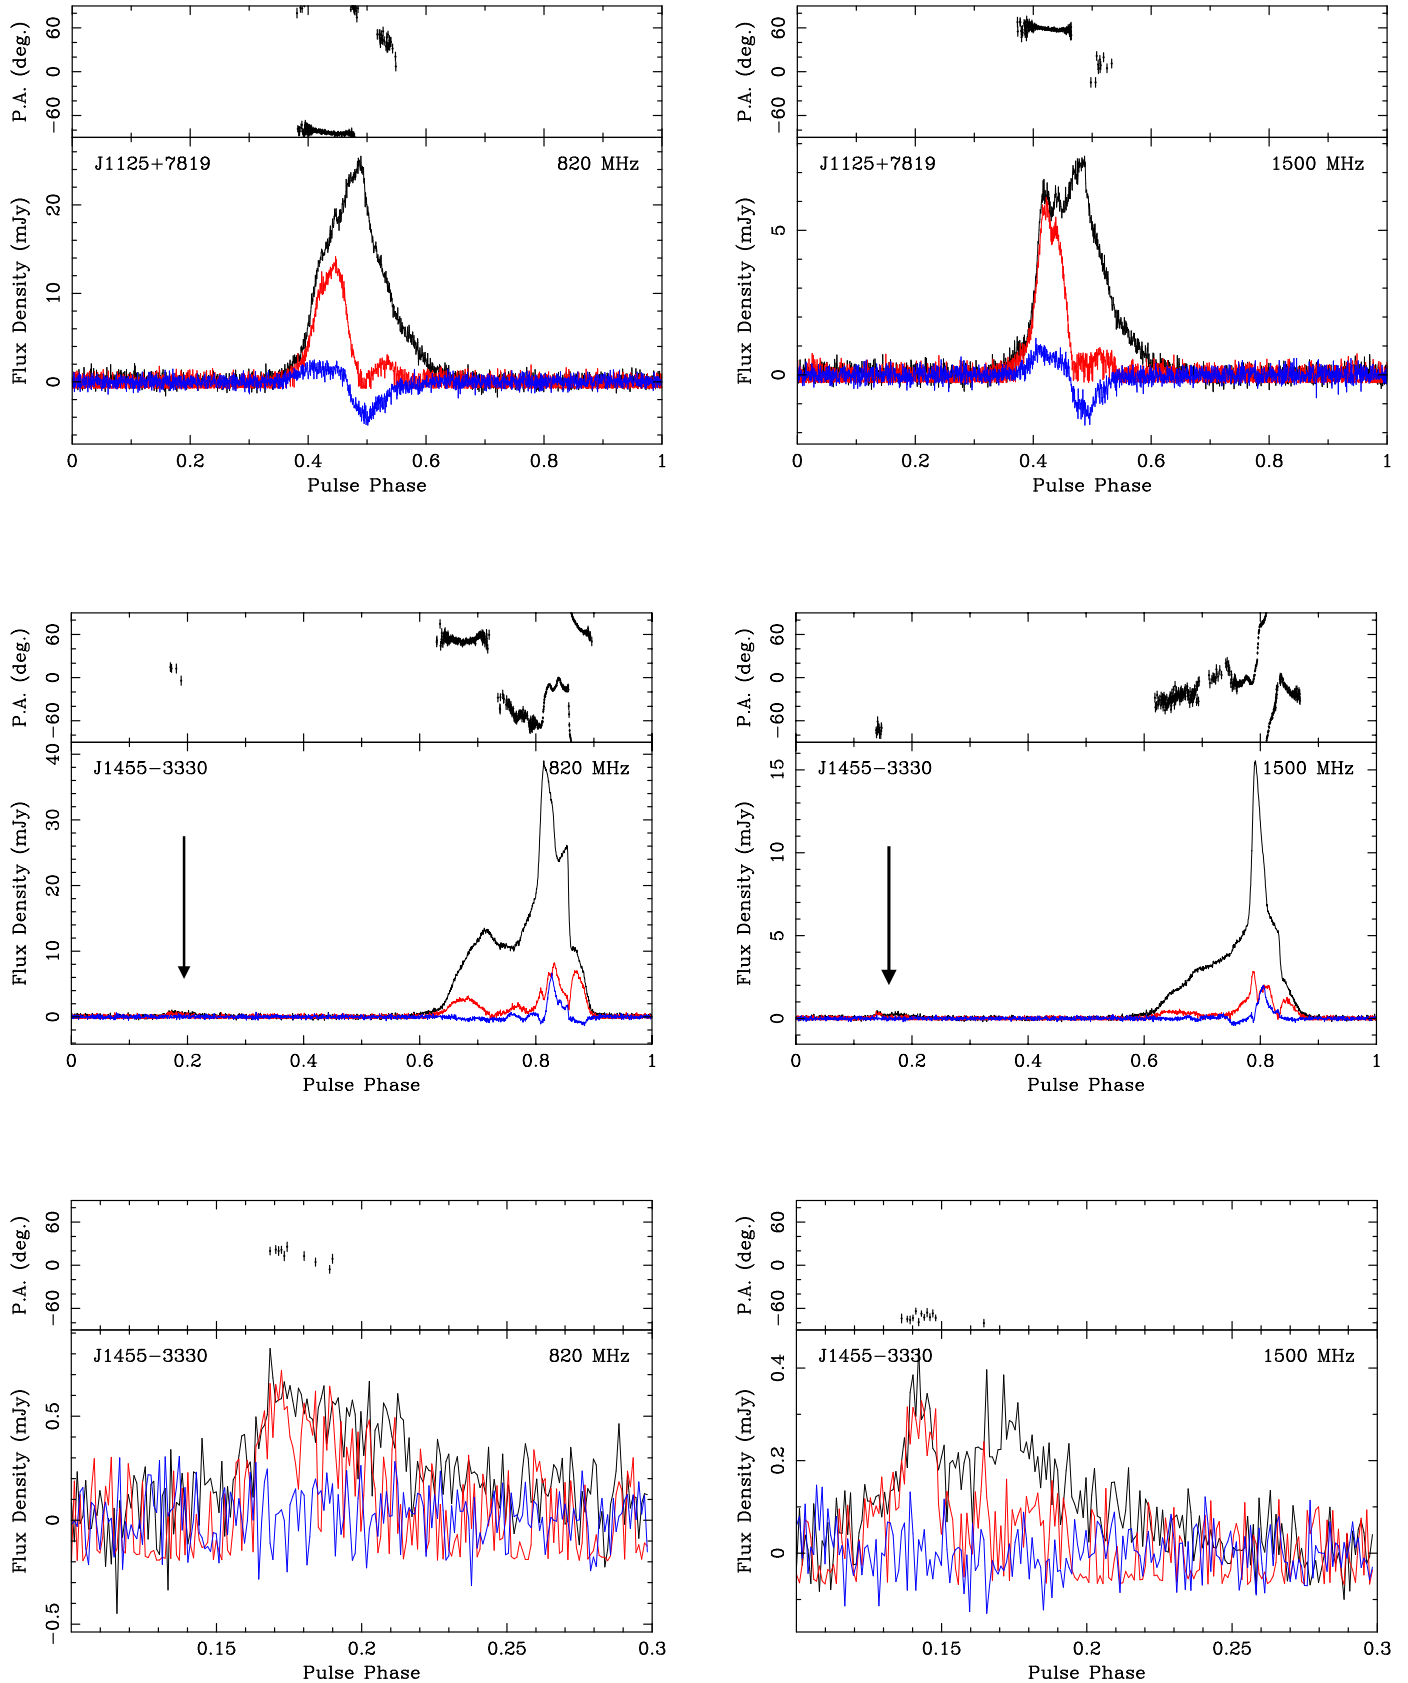 P.A. (deg.)
−60 0 60
J1125+7819 820 MHz
Flux Density (mJy)
0 10 20
0 0.2 0.4 0.6 0.8 1
Pulse Phase
P.A. (deg.)
−60 0 60
J1125+7819 1500 MHz
Flux Density (mJy)
0 5
0 0.2 0.4 0.6 0.8 1
Pulse Phase
P.A. (deg.)
−60 0 60
J1455−3330 820 MHz
Flux Density (mJy)
0 10 20 30 40
0 0.2 0.4 0.6 0.8 1
Pulse Phase
P.A. (deg.)
−60 0 60
J1455−3330 1500 MHz
Flux Density (mJy)
0 5 10 15
0 0.2 0.4 0.6 0.8 1
Pulse Phase
P.A. (deg.)
−60 0 60
J1455−3330 820 MHz
Flux Density (mJy)
−0.5 0 0.5
0.15 0.2 0.25 0.3
Pulse Phase
P.A. (deg.)
−60 0 60
J1455−3330 1500 MHz
Flux Density (mJy)
0 0.2 0.4
0.15 0.2 0.25 0.3
Pulse Phase